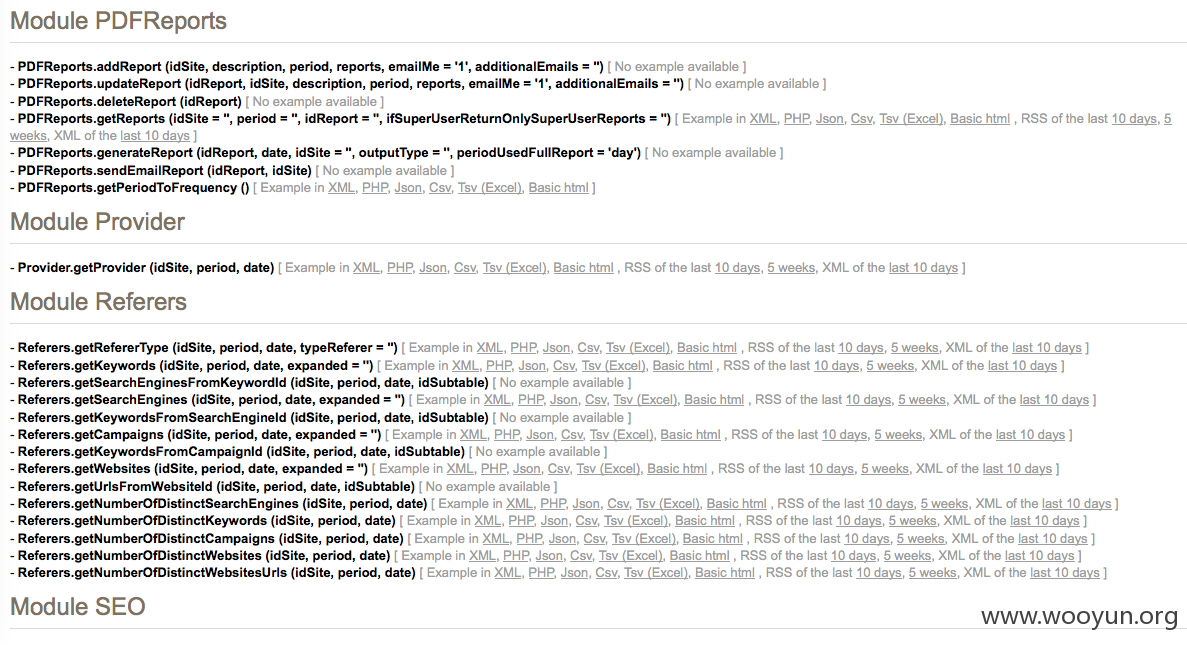 Module PDFReports
- PDFReports.addReport (idSite, description, period, reports, emailMe = '1', additionalEmails = '') [ No example available ]
- PDFReports.updateReport (idReport, idSite, description, period, reports, emailMe = '1', additionalEmails = '') [ No example available ]
- PDFReports.deleteReport (idReport) [ No example available ]
- PDFReports.getReports (idSite = '', period = '', idReport = '', ifSuperUserReturnOnlySuperUserReports = '') [ Example in XML, PHP, Json, Csv, Tsv (Excel), Basic html , RSS of the last 10 days, 5
weeks, XML of the last 10 days ]
- PDFReports.generateReport (idReport, date, idSite = '', outputType = '', periodUsedFullReport = 'day') [ No example available ]
- PDFReports.sendEmailReport (idReport, idSite) [ No example available ]
- PDFReports.getPeriodToFrequency () [ Example in XML, PHP, Json, Csv, Tsv (Excel), Basic html ]
Module Provider
- Provider.getProvider (idSite, period, date) [ Example in XML, PHP, Json, Csv, Tsv (Excel), Basic html , RSS of the last 10 days, 5 weeks, XML of the last 10 days ]
Module Referers
- Referers.getRefererType (idSite, period, date, typeReferer = '') [ Example in XML, PHP, Json, Csv, Tsv (Excel), Basic html , RSS of the last 10 days, 5 weeks, XML of the last 10 days ]
- Referers.getKeywords (idSite, period, date, expanded = '') [ Example in XML, PHP, Json, Csv, Tsv (Excel), Basic html , RSS of the last 10 days, 5 weeks, XML of the last 10 days ]
- Referers.getSearchEnginesFromKeywordId (idSite, period, date, idSubtable) [ No example available ]
- Referers.getSearchEngines (idSite, period, date, expanded = '') [ Example in XML, PHP, Json, Csv, Tsv (Excel), Basic html , RSS of the last 10 days, 5 weeks, XML of the last 10 days ]
- Referers.getKeywordsFromSearchEngineId (idSite, period, date, idSubtable) [ No example available ]
- Referers.getCampaigns (idSite, period, date, expanded = '') [ Example in XML, PHP, Json, Csv, Tsv (Excel), Basic html , RSS of the last 10 days, 5 weeks, XML of the last 10 days ]
- Referers.getKeywordsFromCampaignId (idSite, period, date, idSubtable) [ No example available ]
- Referers.getWebsites (idSite, period, date, expanded = '') [ Example in XML, PHP, Json, Csv, Tsv (Excel), Basic html , RSS of the last 10 days, 5 weeks, XML of the last 10 days ]
- Referers.getUrlsFromWebsiteId (idSite, period, date, idSubtable) [ No example available ]
- Referers.getNumberOfDistinctSearchEngines (idSite, period, date) [ Example in XML, PHP, Json, Csv, Tsv (Excel), Basic html , RSS of the last 10 days, 5 weeks, XML of the last 10 days ]
- Referers.getNumberOfDistinctKeywords (idSite, period, date) [ Example in XML, PHP, Json, Csv, Tsv (Excel), Basic html , RSS of the last 10 days, 5 weeks, XML of the last 10 days ]
- Referers.getNumberOfDistinctCampaigns (idSite, period, date) [ Example in XML, PHP, Json, Csv, Tsv (Excel), Basic html , RSS of the last 10 days, 5 weeks, XML of the last 10 days ]
- Referers.getNumberOfDistinctWebsites (idSite, period, date) [ Example in XML, PHP, Json, Csv, Tsv (Excel), Basic html , RSS of the last 10 days, 5 weeks, XML of the last 10 days ]
- Referers.getNumberOfDistinctWebsitesUrls (idSite, period, date) [ Example in XML, PHP, Json, Csv, Tsv (Excel), Basic html , RSS of the last 10 days, 5 weeks, XML of the last 10 days ]
Module SEO
www.wooyun.org